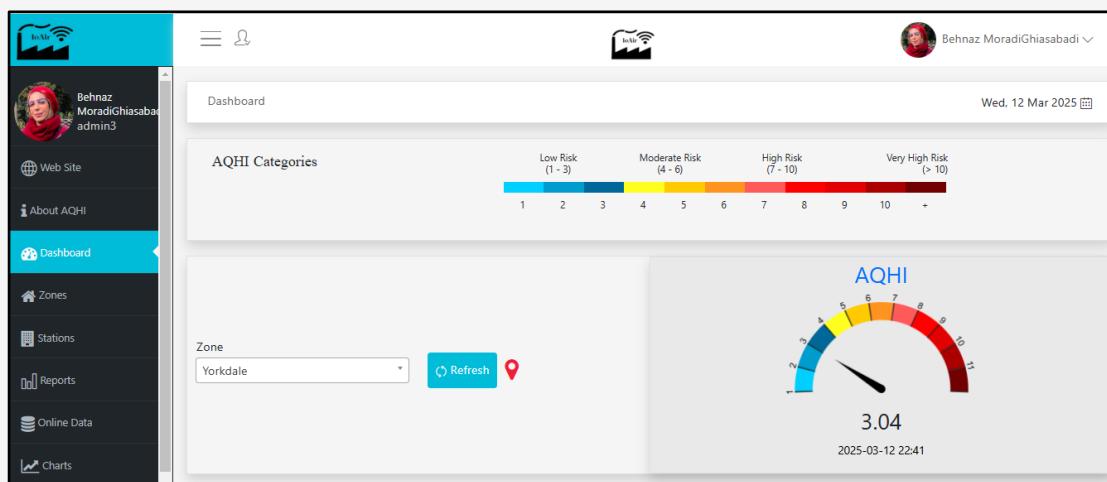 IoAir
IoAir
Behnaz MoradiGhiasabadi
Behnaz
MoradiGhiasabad
admin3
Web Site
About AQHI
Dashboard
Zones
Stations
Reports
Online Data
Charts
Dashboard
Wed, 12 Mar 2025
AQHI Categories
Low Risk
(1 - 3)
Moderate Risk
(4 - 6)
High Risk
(7 - 10)
Very High Risk
(> 10)
1 2 3 4 5 6 7 8 9 10 +
Zone
Yorkdale
Refresh
AQHI
1 2 3 4 5 6 7 8 9 10 11
3.04
2025-03-12 22:41